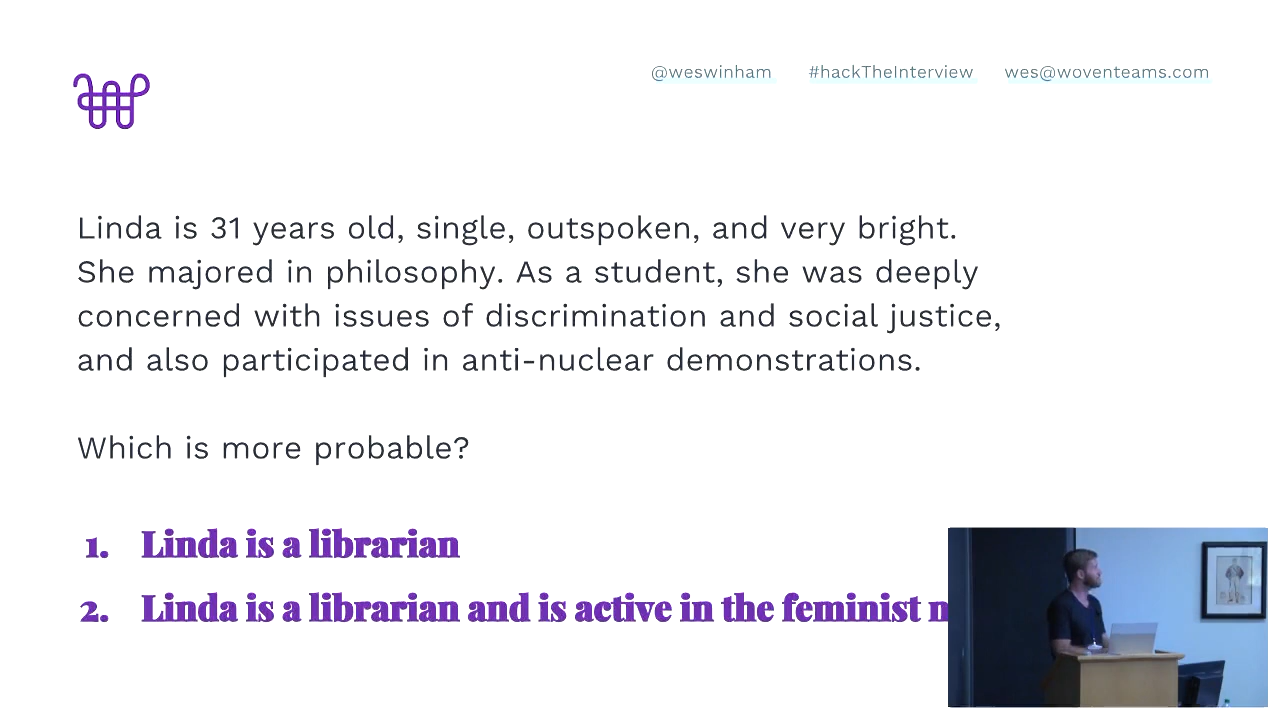 @weswinham #hackTheInterview wes@woventeams.com
Linda is 31 years old, single, outspoken, and very bright.
She majored in philosophy. As a student, she was deeply
concerned with issues of discrimination and social justice,
and also participated in anti-nuclear demonstrations.
Which is more probable?
1. Linda is a librarian
2. Linda is a librarian and is active in the feminist